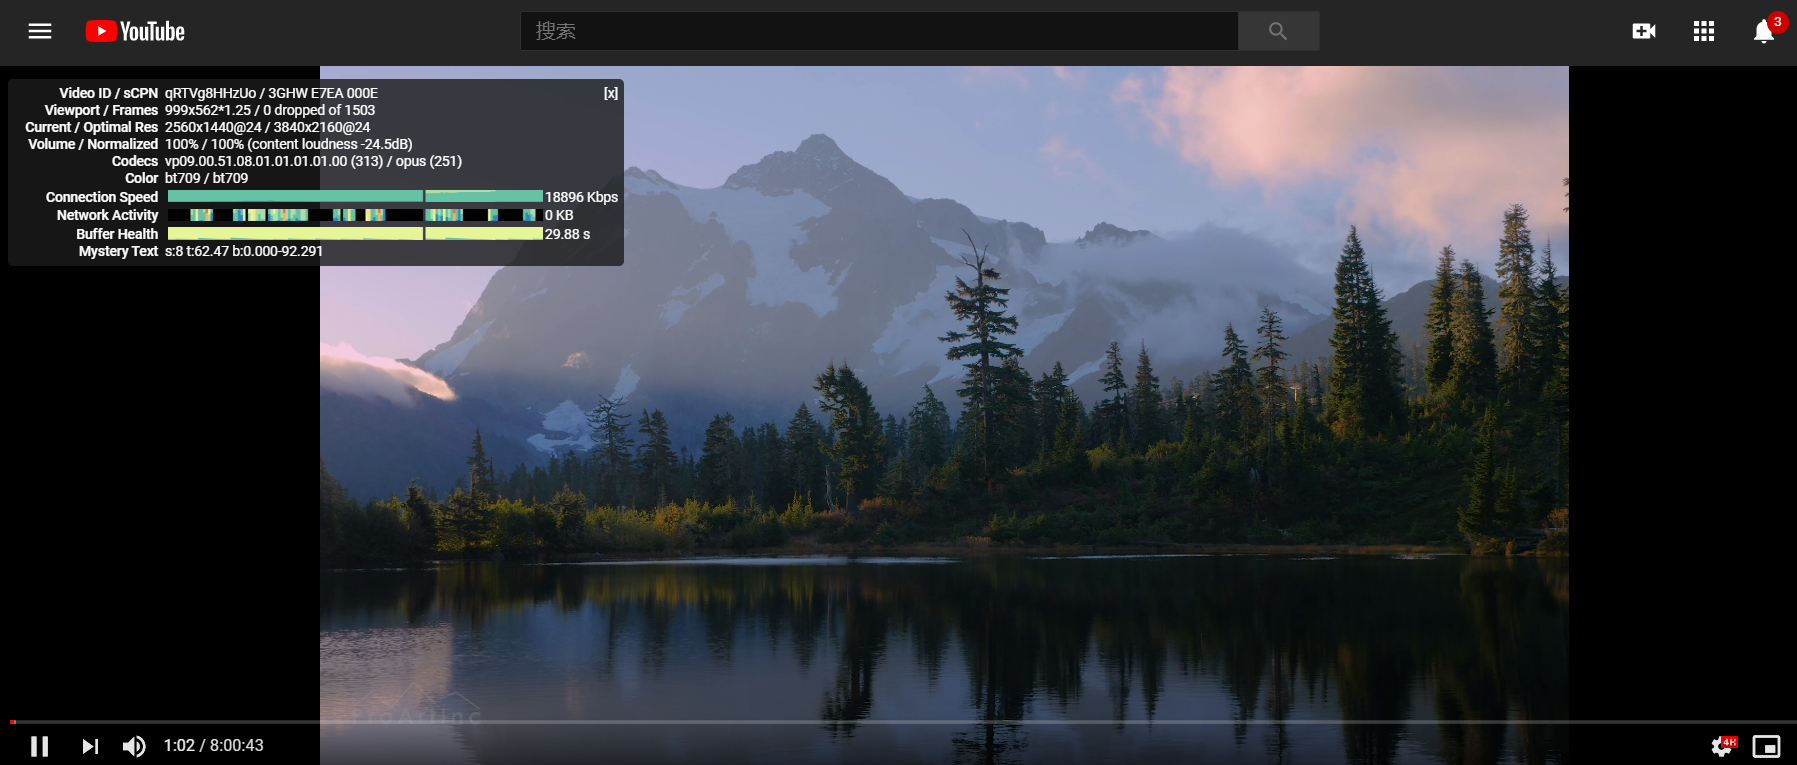 YouTube
搜索
3
Video ID / sCPN qRTVg8HHzUo / 3GHW E7EA 000E [x]
Viewport / Frames 999x562*1.25 / 0 dropped of 1503
Current / Optimal Res 2560x1440@24 / 3840x2160@24
Volume / Normalized 100% / 100% (content loudness -24.5dB)
Codecs vp09.00.51.08.01.01.01.01.00 (313) / opus (251)
Color bt709 / bt709
Connection Speed 18896 Kbps
Network Activity 0 KB
Buffer Health 29.88 s
Mystery Text s:8 t:62.47 b:0.000-92.291
ProArtInc
1:02 / 8:00:43
4K